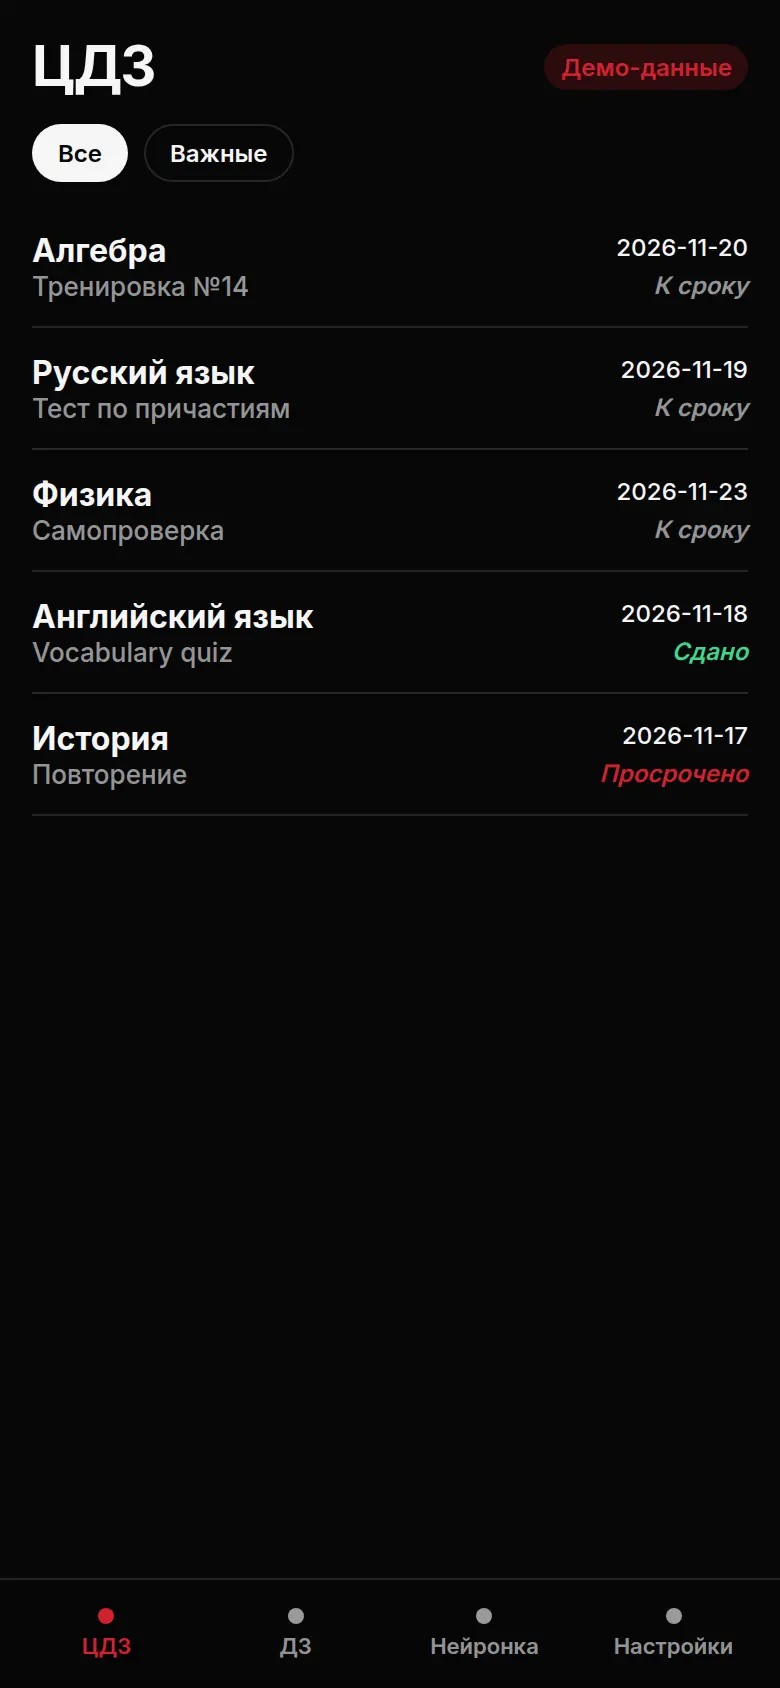 ЦДЗ
Демо-данные
Все
Важные
Алгебра
2026-11-20
Тренировка №14
К сроку
Русский язык
2026-11-19
Тест по причастиям
К сроку
Физика
2026-11-23
Самопроверка
К сроку
Английский язык
2026-11-18
Vocabulary quiz
Сдано
История
2026-11-17
Повторение
Просрочено
ЦДЗ
ДЗ
Нейронка
Настройки